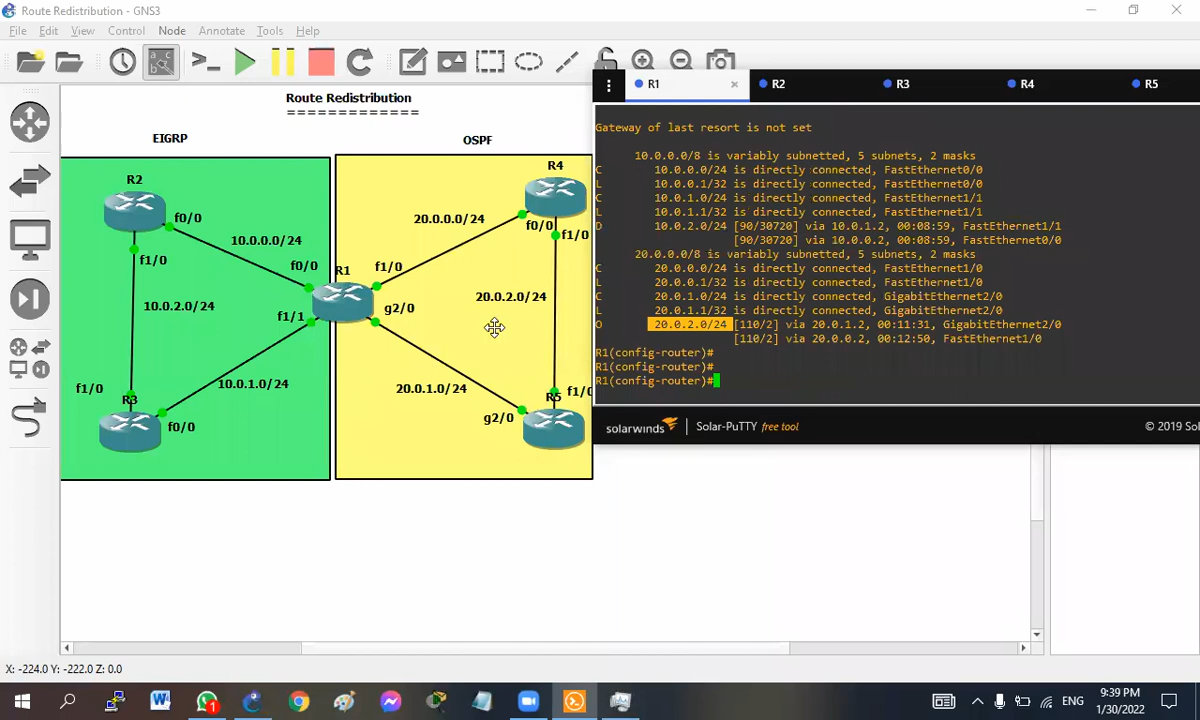 Route Redistribution - GNS3
File Edit View Control Node Annotate Tools Help
R1 R2 R3 R4 R5
Route Redistribution
=============
EIGRP
OSPF
R2
f0/0
f1/0
10.0.0.0/24
f0/0
10.0.2.0/24
f1/1
10.0.1.0/24
f1/0
R3
f0/0
R1
f1/0
g2/0
20.0.0.0/24
R4
f0/0
f1/0
20.0.2.0/24
20.0.1.0/24
f1/0
R5
g2/0
Gateway of last resort is not set
10.0.0.0/8 is variably subnetted, 5 subnets, 2 masks
C 10.0.0.0/24 is directly connected, FastEthernet0/0
L 10.0.0.1/32 is directly connected, FastEthernet0/0
C 10.0.1.0/24 is directly connected, FastEthernet1/1
L 10.0.1.1/32 is directly connected, FastEthernet1/1
D 10.0.2.0/24 [90/30720] via 10.0.1.2, 00:08:59, FastEthernet1/1
[90/30720] via 10.0.0.2, 00:08:59, FastEthernet0/0
20.0.0.0/8 is variably subnetted, 5 subnets, 2 masks
C 20.0.0.0/24 is directly connected, FastEthernet1/0
L 20.0.0.1/32 is directly connected, FastEthernet1/0
C 20.0.1.0/24 is directly connected, GigabitEthernet2/0
L 20.0.1.1/32 is directly connected, GigabitEthernet2/0
O 20.0.2.0/24 [110/2] via 20.0.1.2, 00:11:31, GigabitEthernet2/0
[110/2] via 20.0.0.2, 00:12:50, FastEthernet1/0
R1(config-router)#
R1(config-router)#
R1(config-router)#
solarwinds Solar-PuTTY free tool © 2019 Sol
X: -224.0 Y: -222.0 Z: 0.0
ENG
9:39 PM
1/30/2022